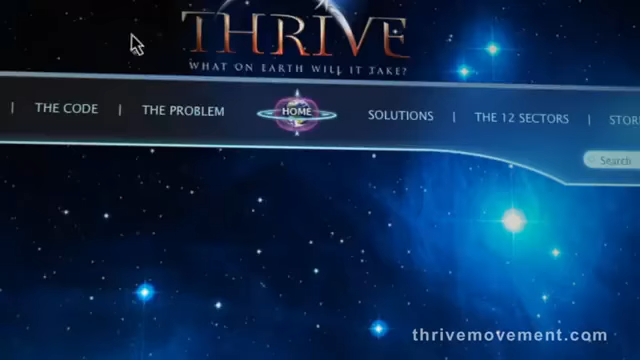 THRIVE
WHAT ON EARTH WILL IT TAKE?
| THE CODE | THE PROBLEM HOME SOLUTIONS | THE 12 SECTORS |
Search
thrivemovement.com